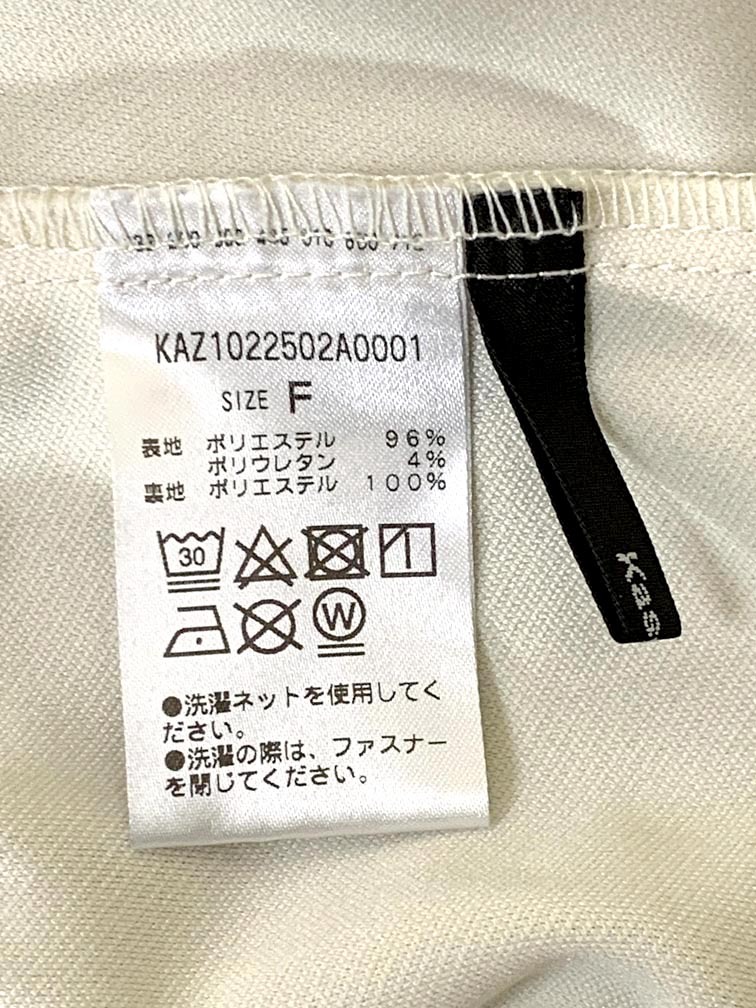 KAZ1022502A0001
SIZE F
表地 ポリエステル 96%
ポリウレタン 4%
裏地 ポリエステル 100%
30
W
●洗濯ネットを使用してく
ださい。
●洗濯の際は、ファスナー
を閉じてください。
Kas